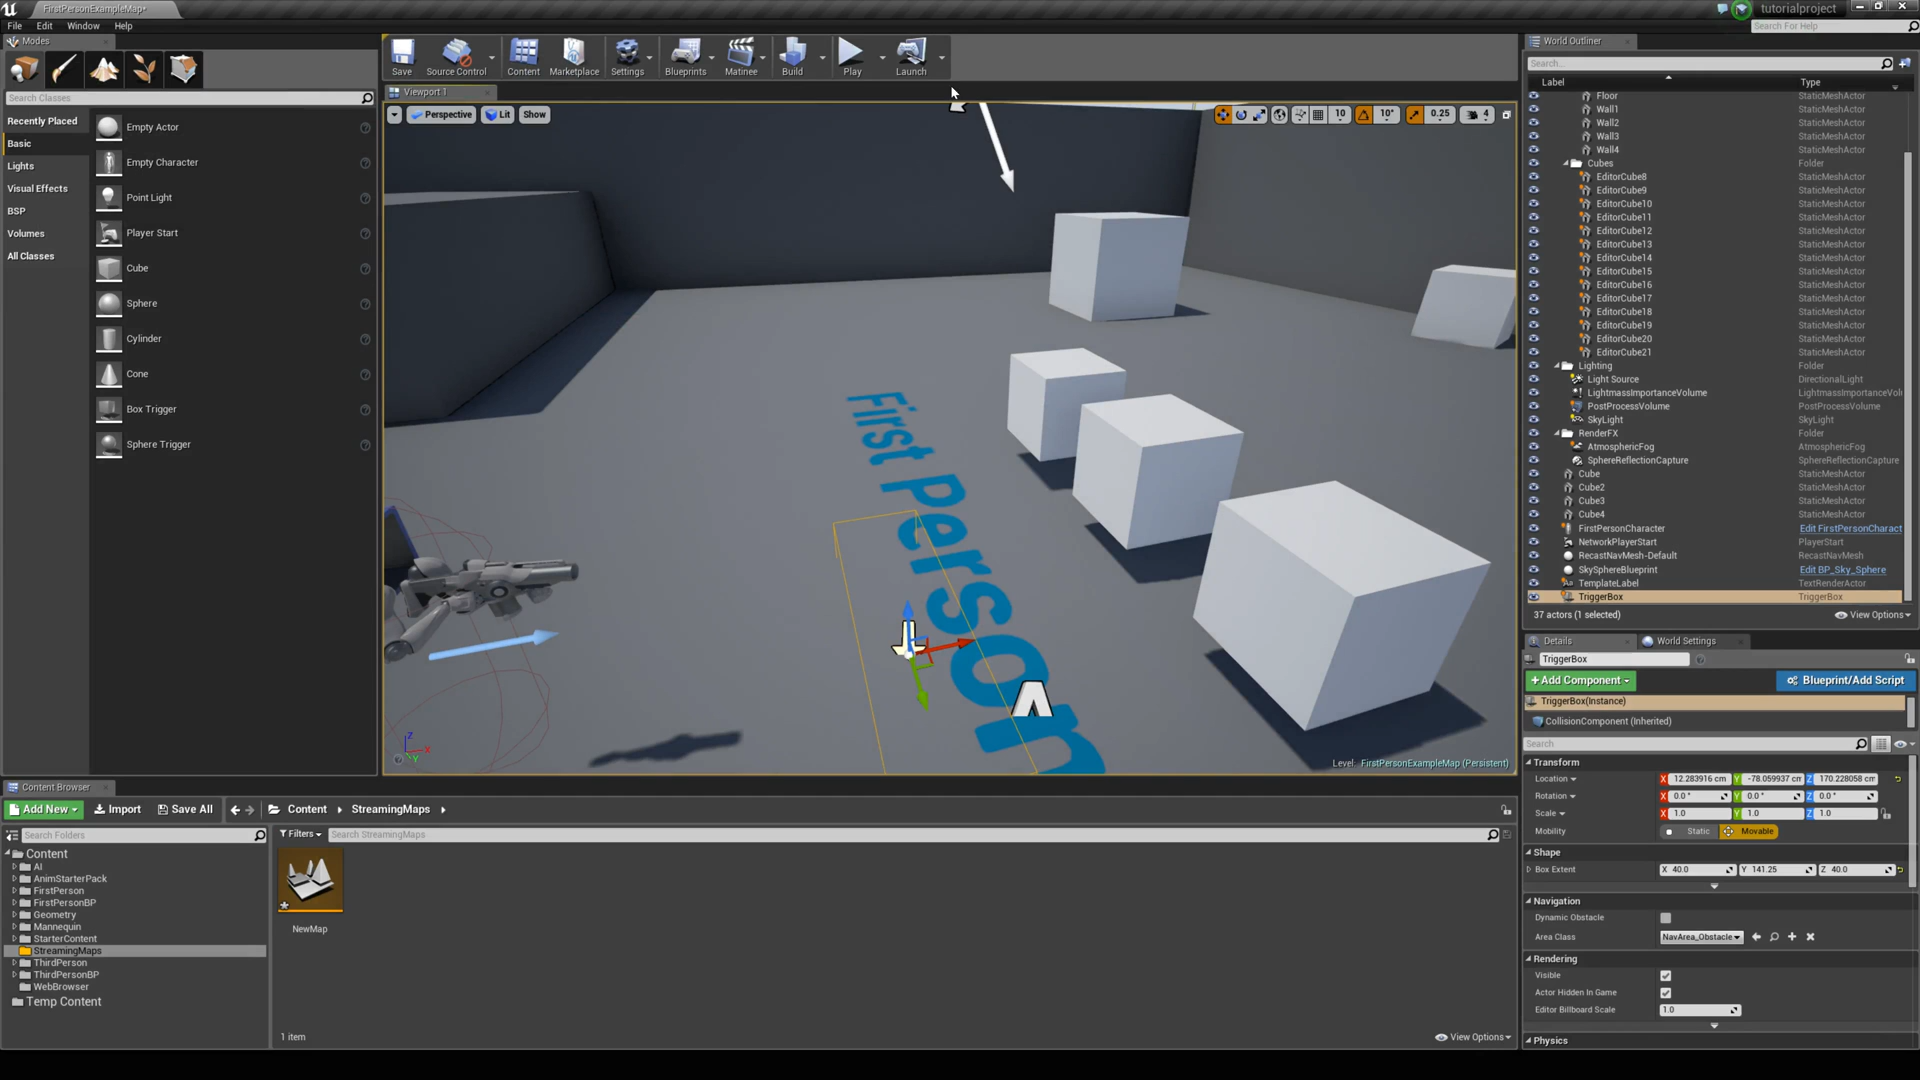 FirstPersonExampleMap*
tutorialproject
File Edit Window Help
Search For Help
Modes
Search Classes
Recently Placed
Basic
Lights
Visual Effects
BSP
Volumes
All Classes
Empty Actor
Empty Character
Point Light
Player Start
Cube
Sphere
Cylinder
Cone
Box Trigger
Sphere Trigger
Save Source Control Content Marketplace Settings Blueprints Matinee Build Play Launch
Viewport 1
Perspective Lit Show
10 10° 0.25 4
First Person
Level: FirstPersonExampleMap (Persistent)
World Outliner
Search...
Label Type
Floor StaticMeshActor
Wall1 StaticMeshActor
Wall2 StaticMeshActor
Wall3 StaticMeshActor
Wall4 StaticMeshActor
Cubes Folder
EditorCube8 StaticMeshActor
EditorCube9 StaticMeshActor
EditorCube10 StaticMeshActor
EditorCube11 StaticMeshActor
EditorCube12 StaticMeshActor
EditorCube13 StaticMeshActor
EditorCube14 StaticMeshActor
EditorCube15 StaticMeshActor
EditorCube16 StaticMeshActor
EditorCube17 StaticMeshActor
EditorCube18 StaticMeshActor
EditorCube19 StaticMeshActor
EditorCube20 StaticMeshActor
EditorCube21 StaticMeshActor
Lighting Folder
Light Source DirectionalLight
LightmassImportanceVolume LightmassImportanceVol
PostProcessVolume PostProcessVolume
SkyLight SkyLight
RenderFX Folder
AtmosphericFog AtmosphericFog
SphereReflectionCapture SphereReflectionCapture
Cube StaticMeshActor
Cube2 StaticMeshActor
Cube3 StaticMeshActor
Cube4 StaticMeshActor
FirstPersonCharacter Edit FirstPersonCharact
NetworkPlayerStart PlayerStart
RecastNavMesh-Default RecastNavMesh
SkySphereBlueprint Edit BP_Sky_Sphere
TemplateLabel TextRenderActor
TriggerBox TriggerBox
37 actors (1 selected) View Options
Details World Settings
TriggerBox
+Add Component Blueprint/Add Script
TriggerBox(Instance)
CollisionComponent (Inherited)
Search
Transform
Location X 12.283916 cm Y -78.059937 cm Z 170.228058 cm
Rotation X 0.0° Y 0.0° Z 0.0°
Scale X 1.0 Y 1.0 Z 1.0
Mobility Static Movable
Shape
Box Extent X 40.0 Y 141.25 Z 40.0
Navigation
Dynamic Obstacle
Area Class NavArea_Obstacle
Rendering
Visible
Actor Hidden In Game
Editor Billboard Scale 1.0
Physics
Content Browser
Add New Import Save All Content StreamingMaps
Search Folders
Filters Search StreamingMaps
Content
AI
AnimStarterPack
FirstPerson
FirstPersonBP
Geometry
Mannequin
StarterContent
StreamingMaps
ThirdPerson
ThirdPersonBP
WebBrowser
Temp Content
NewMap
1 item View Options